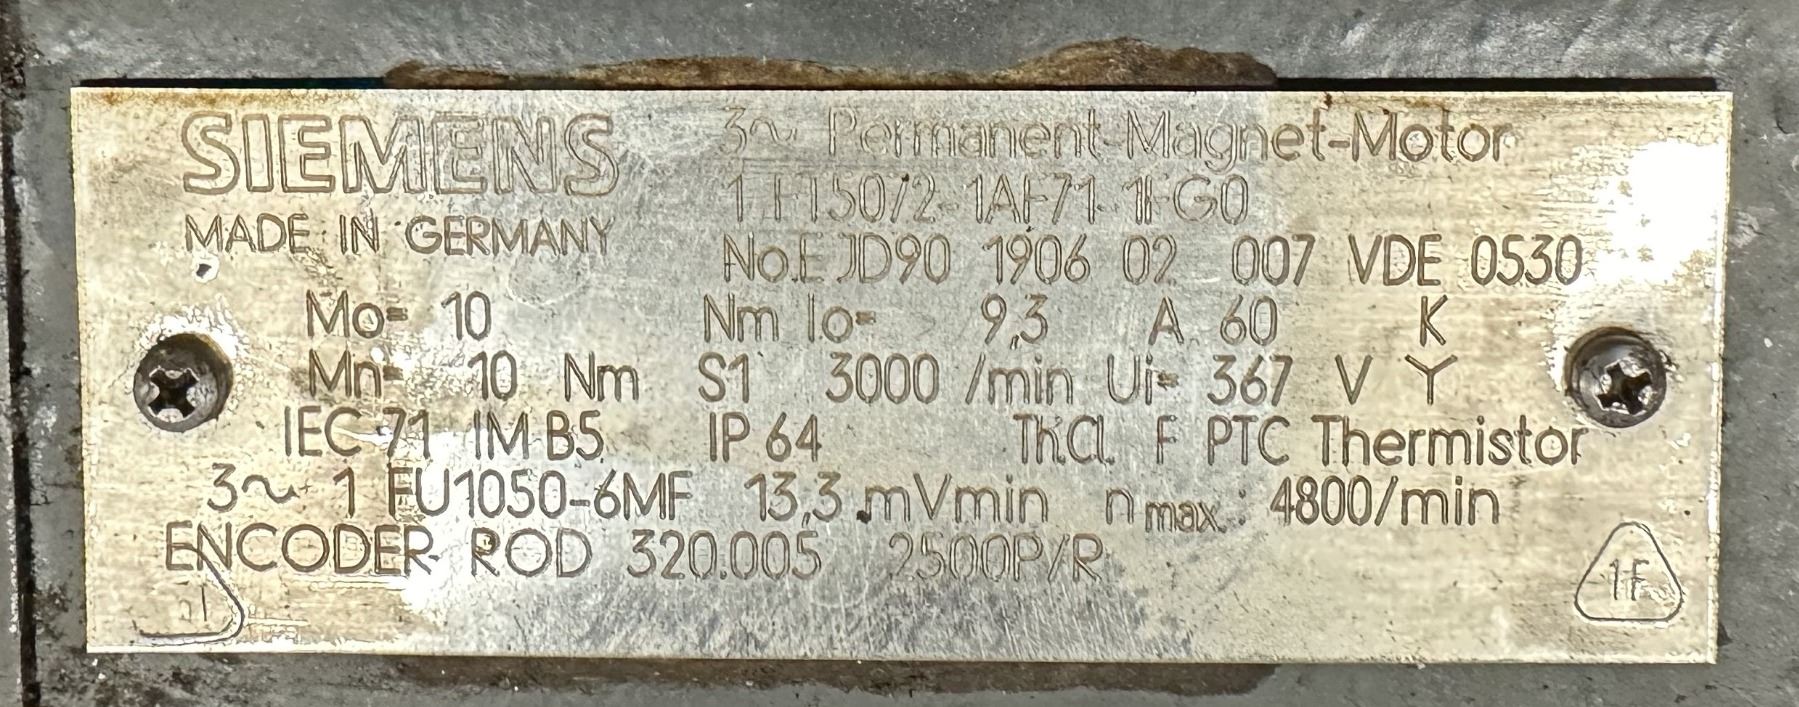 SIEMENS 3~ Permanent-Magnet-Motor
1 FT5072-1AF71-1FG0
MADE IN GERMANY
No.E JD90 1906 02 007 VDE 0530
Mo= 10 Nm Io= 9,3 A 60 K
Mn= 10 Nm S1 3000 /min Ui= 367 V Y
IEC 71 IM B5 IP 64 Th.Cl. F PTC Thermistor
3~ 1 FU1050-6MF 13,3 mVmin nmax. 4800/min
ENCODER ROD 320.005 2500P/R
1F